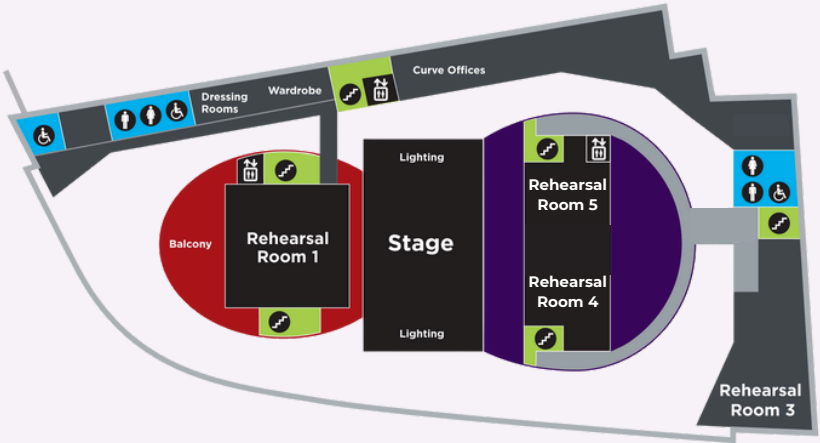 Curve Offices
Wardrobe
Dressing
Rooms
Lighting
Rehearsal
Room 5
Balcony
Rehearsal
Room 1
Stage
Rehearsal
Room 4
Lighting
Rehearsal
Room 3